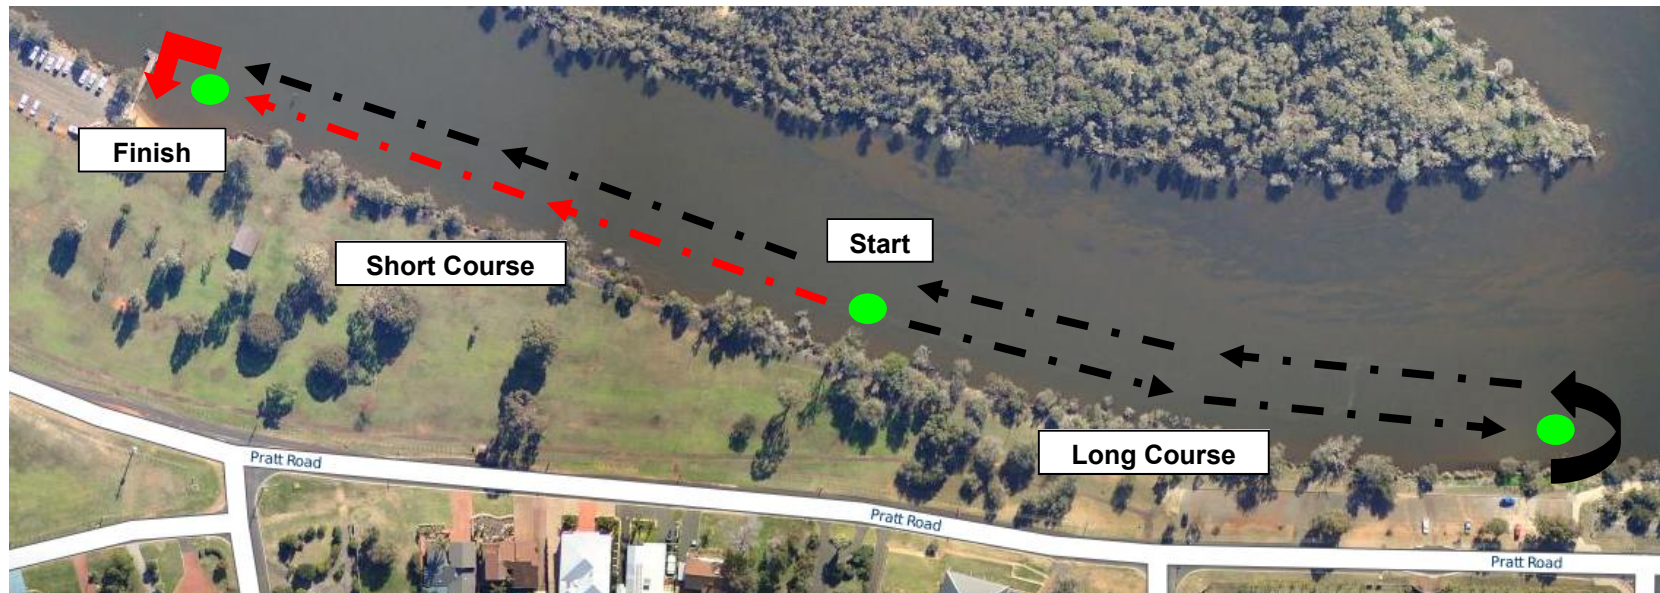 Finish
Start
Short Course
Long Course
Pratt Road
Pratt Road
Pratt Road